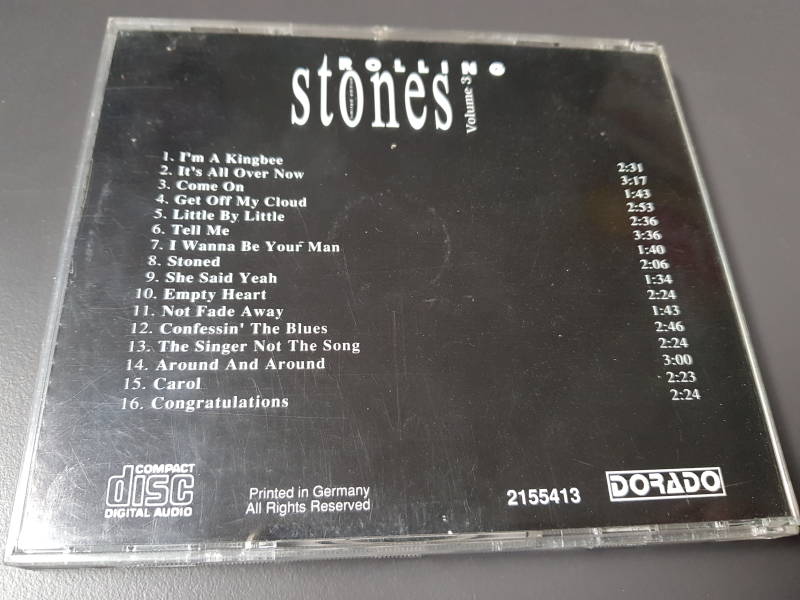 ROLLING
stones
Volume 3
1. I'm A Kingbee 2:31
2. It's All Over Now 3:17
3. Come On 1:43
4. Get Off My Cloud 2:53
5. Little By Little 2:36
6. Tell Me 3:36
7. I Wanna Be Your Man 1:40
8. Stoned 2:06
9. She Said Yeah 1:34
10. Empty Heart 2:24
11. Not Fade Away 1:43
12. Confessin' The Blues 2:46
13. The Singer Not The Song 2:24
14. Around And Around 3:00
15. Carol 2:23
16. Congratulations 2:24
COMPACT
disc
DIGITAL AUDIO
Printed in Germany
All Rights Reserved
2155413
DORADO